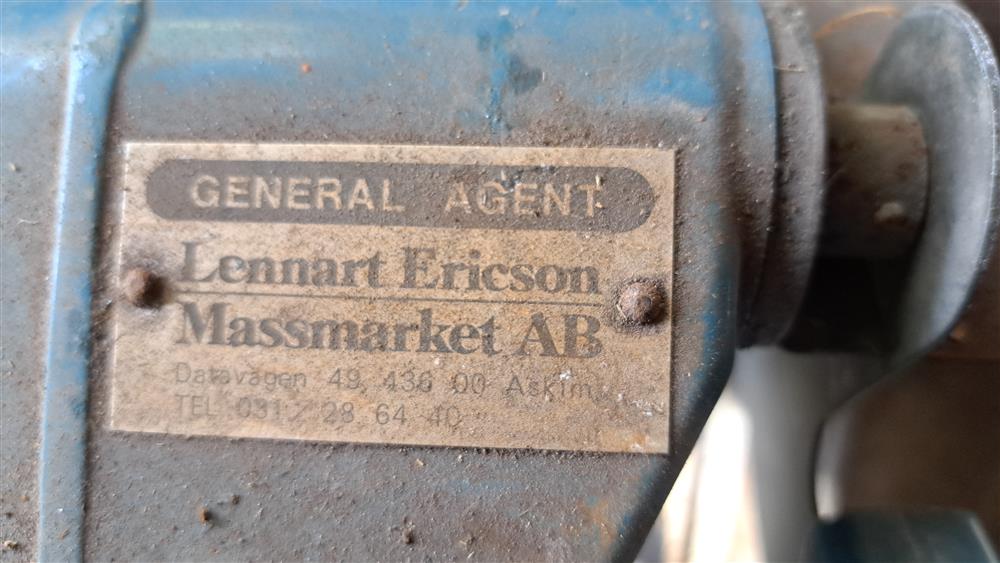 GENERAL AGENT
Lennart Ericson
Massmarket AB
Datavägen 49, 436 00 Askim
TEL 031/ 28 64 40